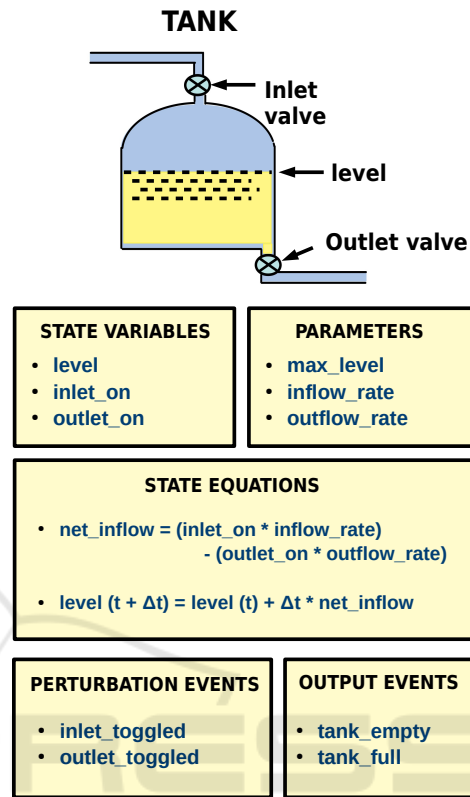 TANK
Inlet
valve
level
Outlet valve
STATE VARIABLES
• level
• inlet_on
• outlet_on
PARAMETERS
• max_level
• inflow_rate
• outflow_rate
STATE EQUATIONS
• net_inflow = (inlet_on * inflow_rate)
- (outlet_on * outflow_rate)
• level (t + Δt) = level (t) + Δt * net_inflow
PERTURBATION EVENTS
• inlet_toggled
• outlet_toggled
OUTPUT EVENTS
• tank_empty
• tank_full